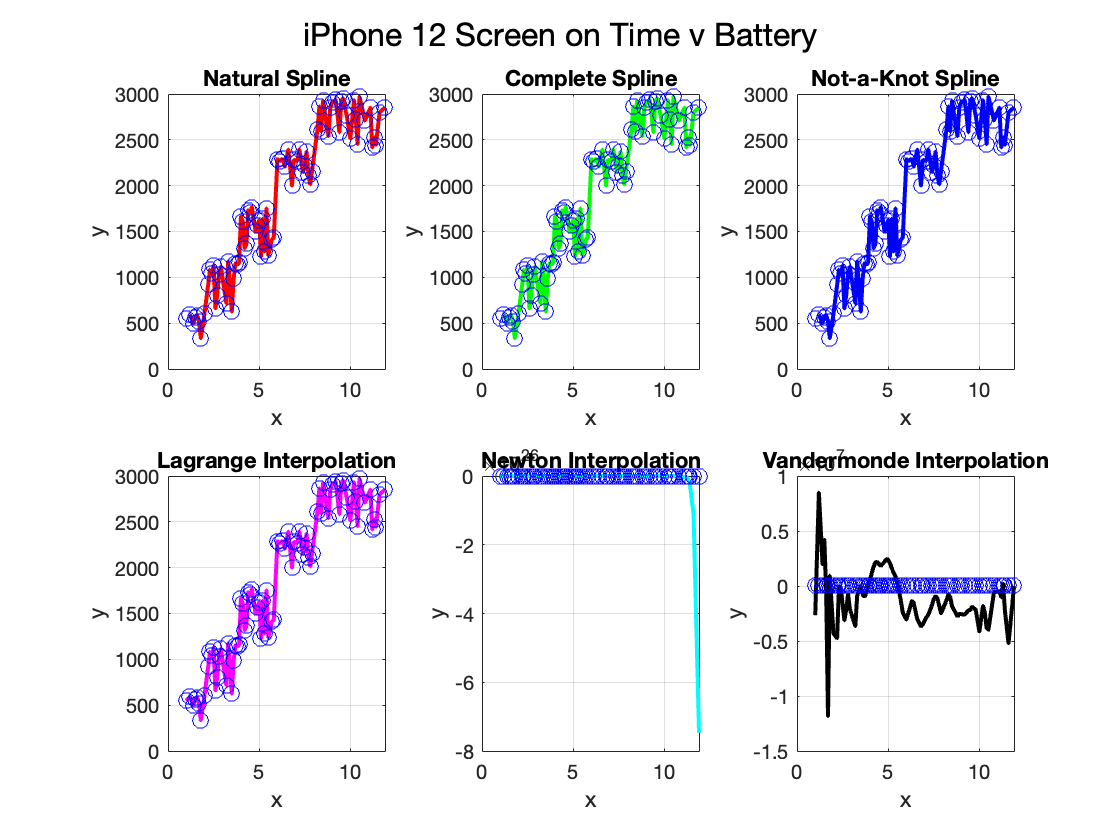 iPhone 12 Screen on Time v Battery
Natural Spline
3000
2500
2000
1500
1000
500
0
y
0 5 10
x
Complete Spline
3000
2500
2000
1500
1000
500
0
y
0 5 10
x
Not-a-Knot Spline
3000
2500
2000
1500
1000
500
0
y
0 5 10
x
Lagrange Interpolation
3000
2500
2000
1500
1000
500
0
y
0 5 10
x
26
Newton Interpolation
0
-2
-4
-6
-8
y
0 5 10
x
7
Vandermonde Interpolation
1
0.5
0
-0.5
-1
-1.5
y
0 5 10
x